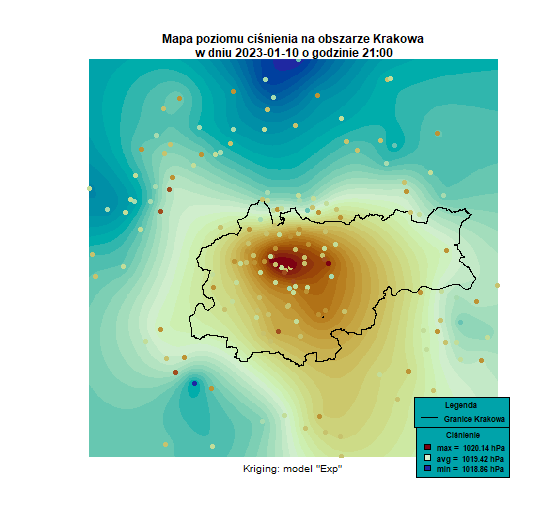 Mapa poziomu ciśnienia na obszarze Krakowa
w dniu 2023-01-10 o godzinie 21:00
Legenda
Granice Krakowa
Ciśnienie
max = 1020.14 hPa
avg = 1019.42 hPa
min = 1018.86 hPa
Kriging: model "Exp"